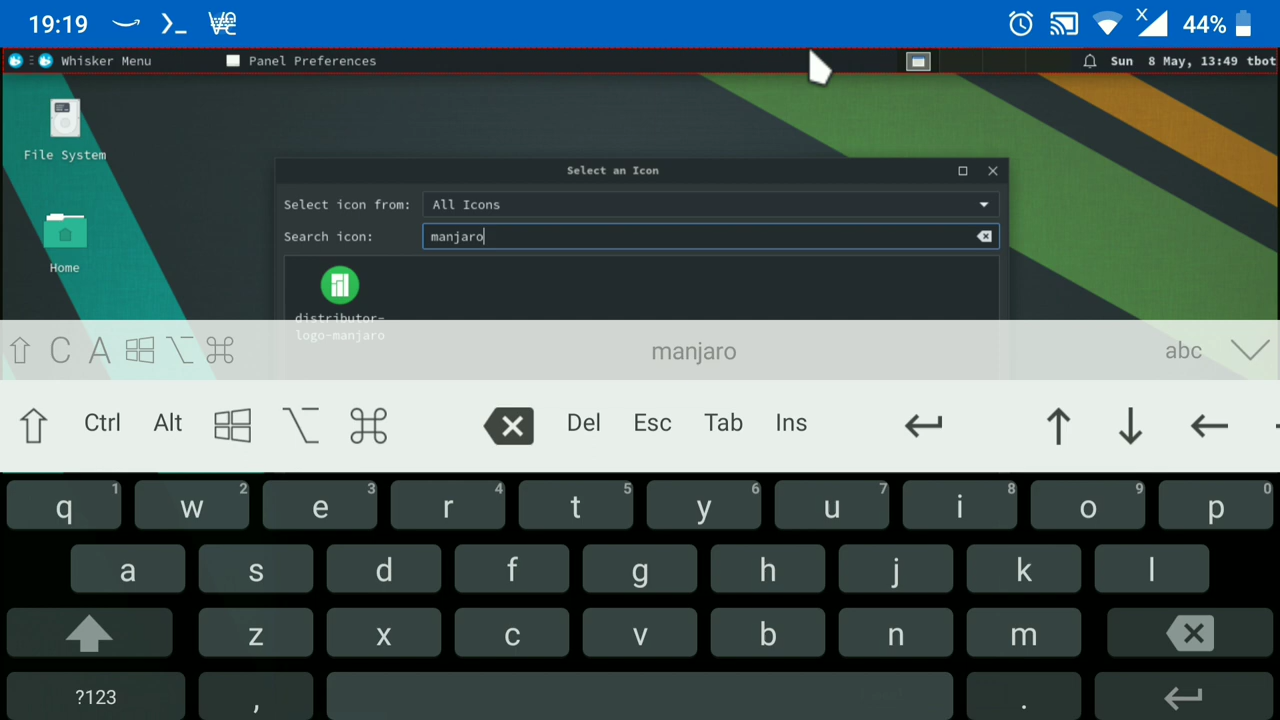 19:19
44%
Whisker Menu
Panel Preferences
Sun 8 May, 13:49 tbot
File System
Home
Select an Icon
Select icon from:
All Icons
Search icon:
manjaro
distributor-
logo-manjaro
C A
manjaro
abc
Ctrl Alt Del Esc Tab Ins
q 1 w 2 e 3 r 4 t 5 y 6 u 7 i 8 o 9 p 0
a s d f g h j k l
z x c v b n m
?123 , .